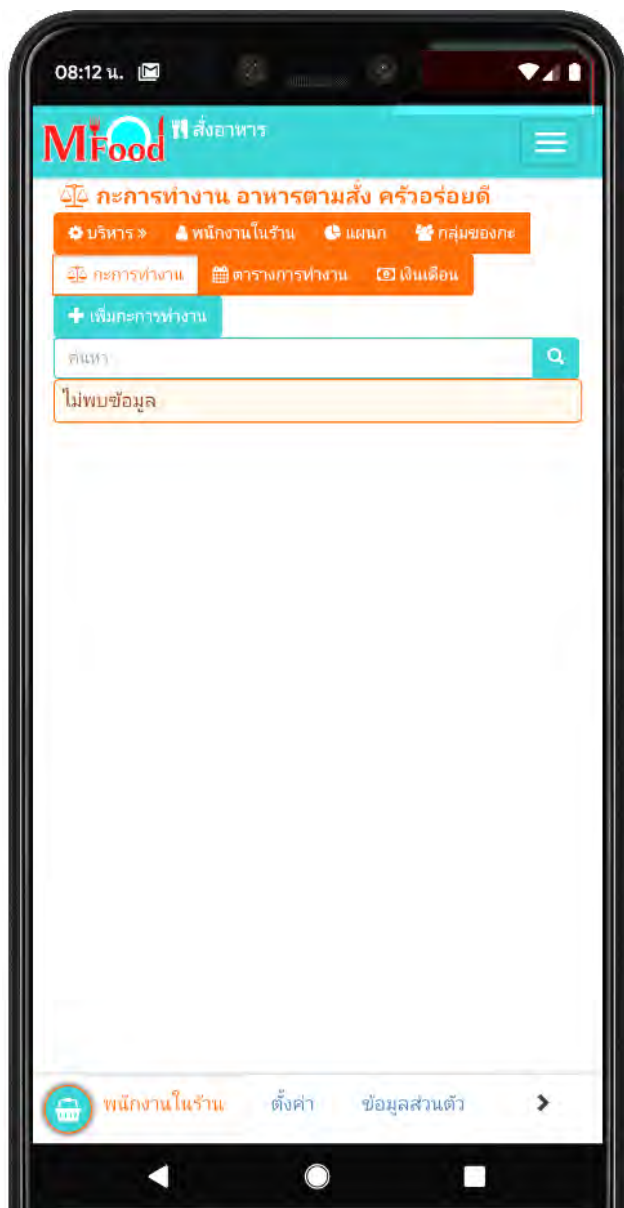 08:12 น.
MFood สั่งอาหาร
กะการทำงาน อาหารตามสั่ง ครัวอร่อยดี
บริหาร » พนักงานในร้าน แผนก กลุ่มของกะ
กะการทำงาน ตารางการทำงาน เงินเดือน
เพิ่มกะการทำงาน
ค้นหา
ไม่พบข้อมูล
พนักงานในร้าน ตั้งค่า ข้อมูลส่วนตัว